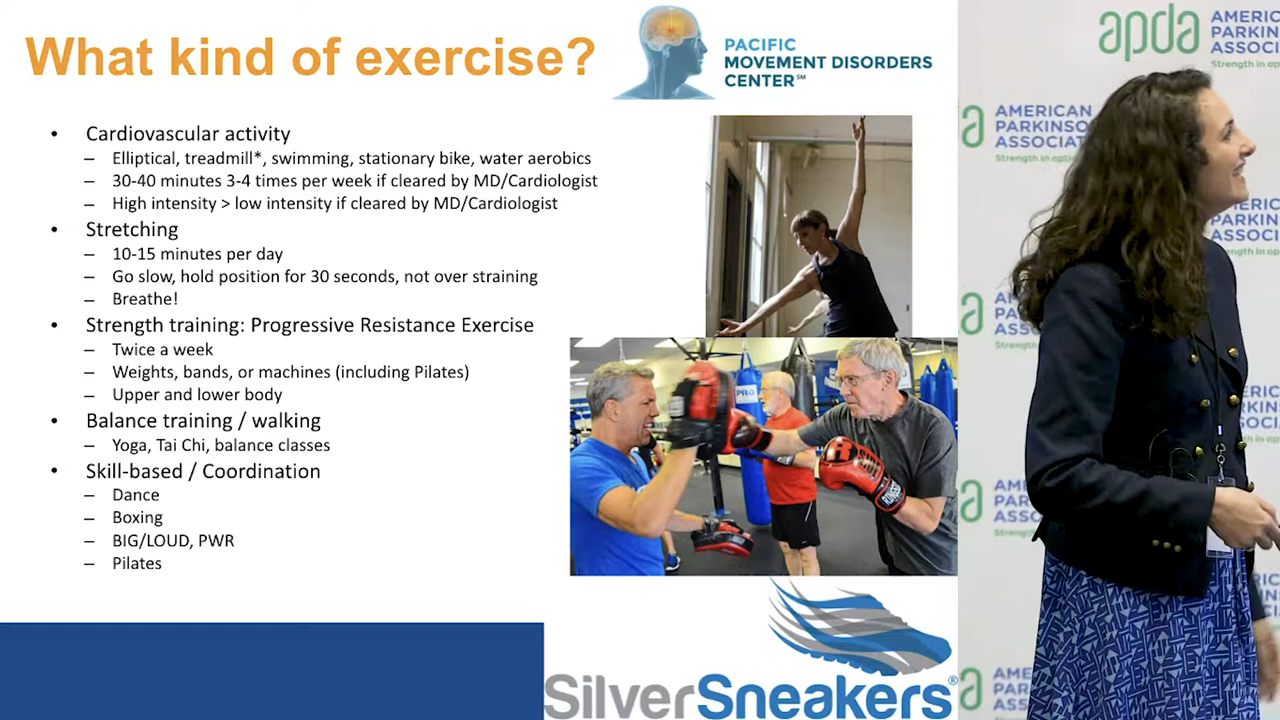 What kind of exercise?
PACIFIC
MOVEMENT DISORDERS
CENTER℠
• Cardiovascular activity
– Elliptical, treadmill*, swimming, stationary bike, water aerobics
– 30-40 minutes 3-4 times per week if cleared by MD/Cardiologist
– High intensity > low intensity if cleared by MD/Cardiologist
• Stretching
– 10-15 minutes per day
– Go slow, hold position for 30 seconds, not over straining
– Breathe!
• Strength training: Progressive Resistance Exercise
– Twice a week
– Weights, bands, or machines (including Pilates)
– Upper and lower body
• Balance training / walking
– Yoga, Tai Chi, balance classes
• Skill-based / Coordination
– Dance
– Boxing
– BIG/LOUD, PWR
– Pilates
PRO
SilverSneakers®
apda
AMERICAN
PARKINSON